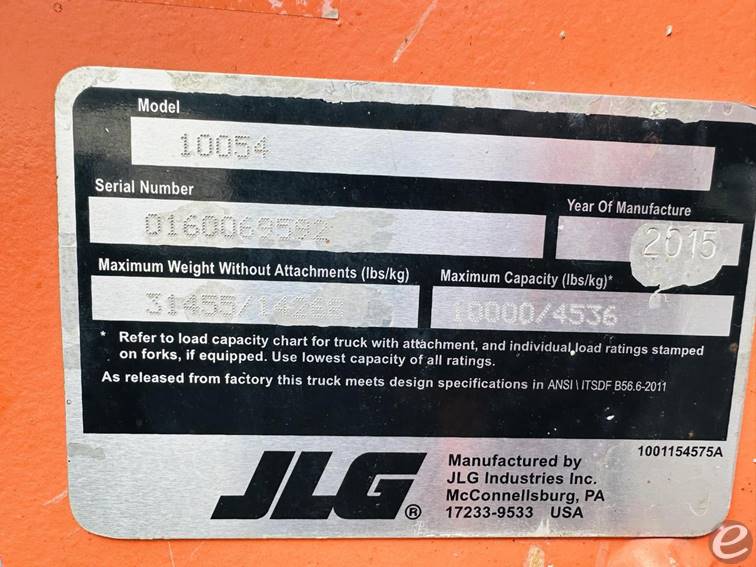 Model
10054
Serial Number
0160069592
Year Of Manufacture
2015
Maximum Weight Without Attachments (lbs/kg)
31455/14268
Maximum Capacity (lbs/kg)*
10000/4536
* Refer to load capacity chart for truck with attachment, and individual load ratings stamped
on forks, if equipped. Use lowest capacity of all ratings.
As released from factory this truck meets design specifications in ANSI \ ITSDF B56.6-2011
JLG ®
Manufactured by
JLG Industries Inc.
McConnellsburg, PA
17233-9533 USA
1001154575A
e